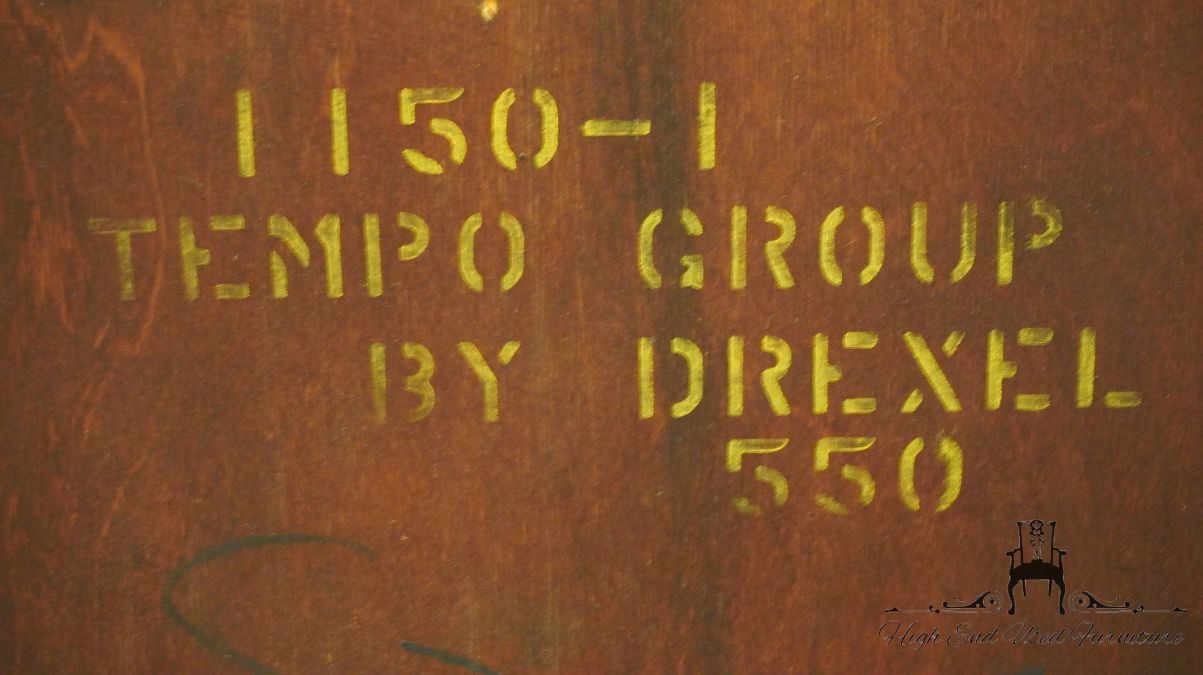 1150-1
TEMPO GROUP
BY DREXEL
550
High End Used Furniture